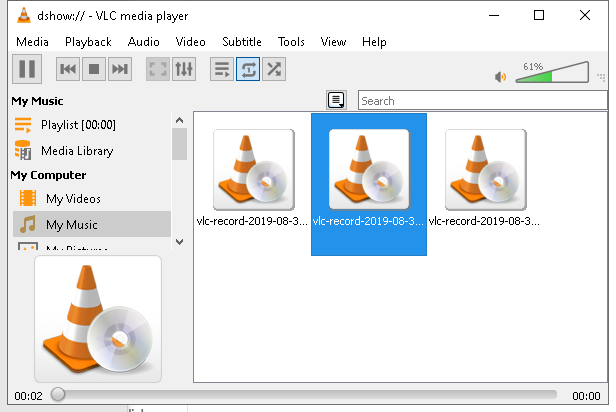 dshow:// - VLC media player
Media Playback Audio Video Subtitle Tools View Help
61%
My Music
Search
Playlist [00:00]
Media Library
My Computer
My Videos
My Music
My Pictures
vlc-record-2019-08-3... vlc-record-2019-08-3... vlc-record-2019-08-3...
00:02 00:00